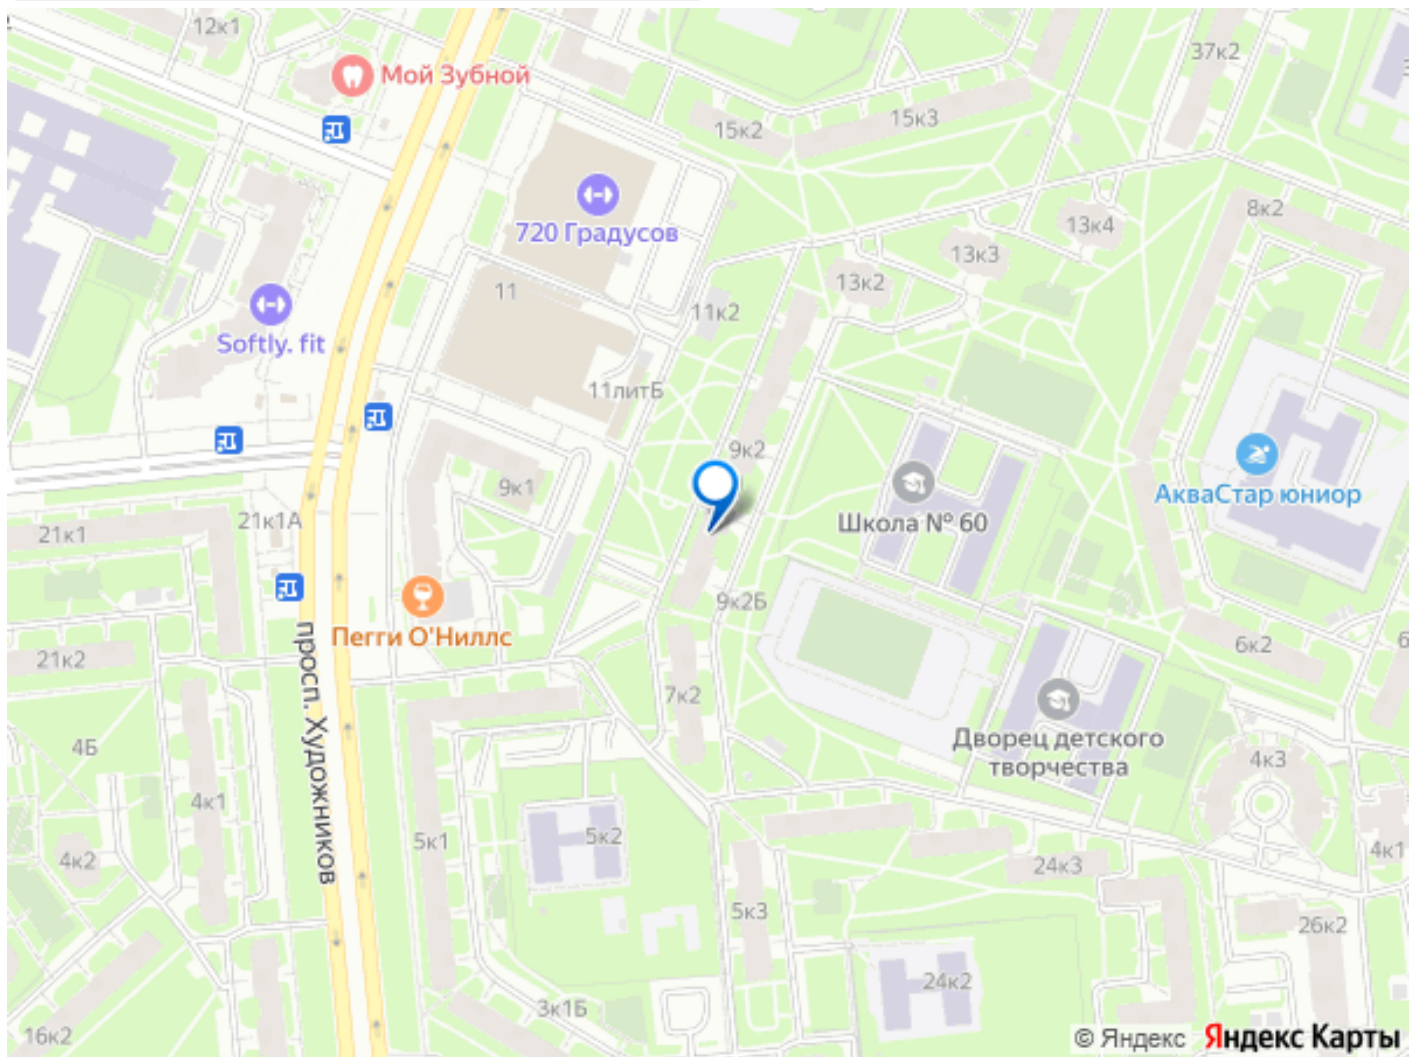 12к1
Мой Зубной
37к2
15к2
15к3
720 Градусов
8к2
13к4
13к3
13к2
11
11к2
Softly. fit
11литБ
9к2
9к1
АкваСтар юниор
Школа № 60
21к1А
21к1
9к2Б
Пегги О'Ниллс
6к2
21к2
просп. Художников
7к2
Дворец детского
творчества
4Б
4к3
4к1
5к1
5к2
4к2
24к3
4к1
5к3
26к2
24к2
3к1Б
16к2
© Яндекс Яндекс Карты